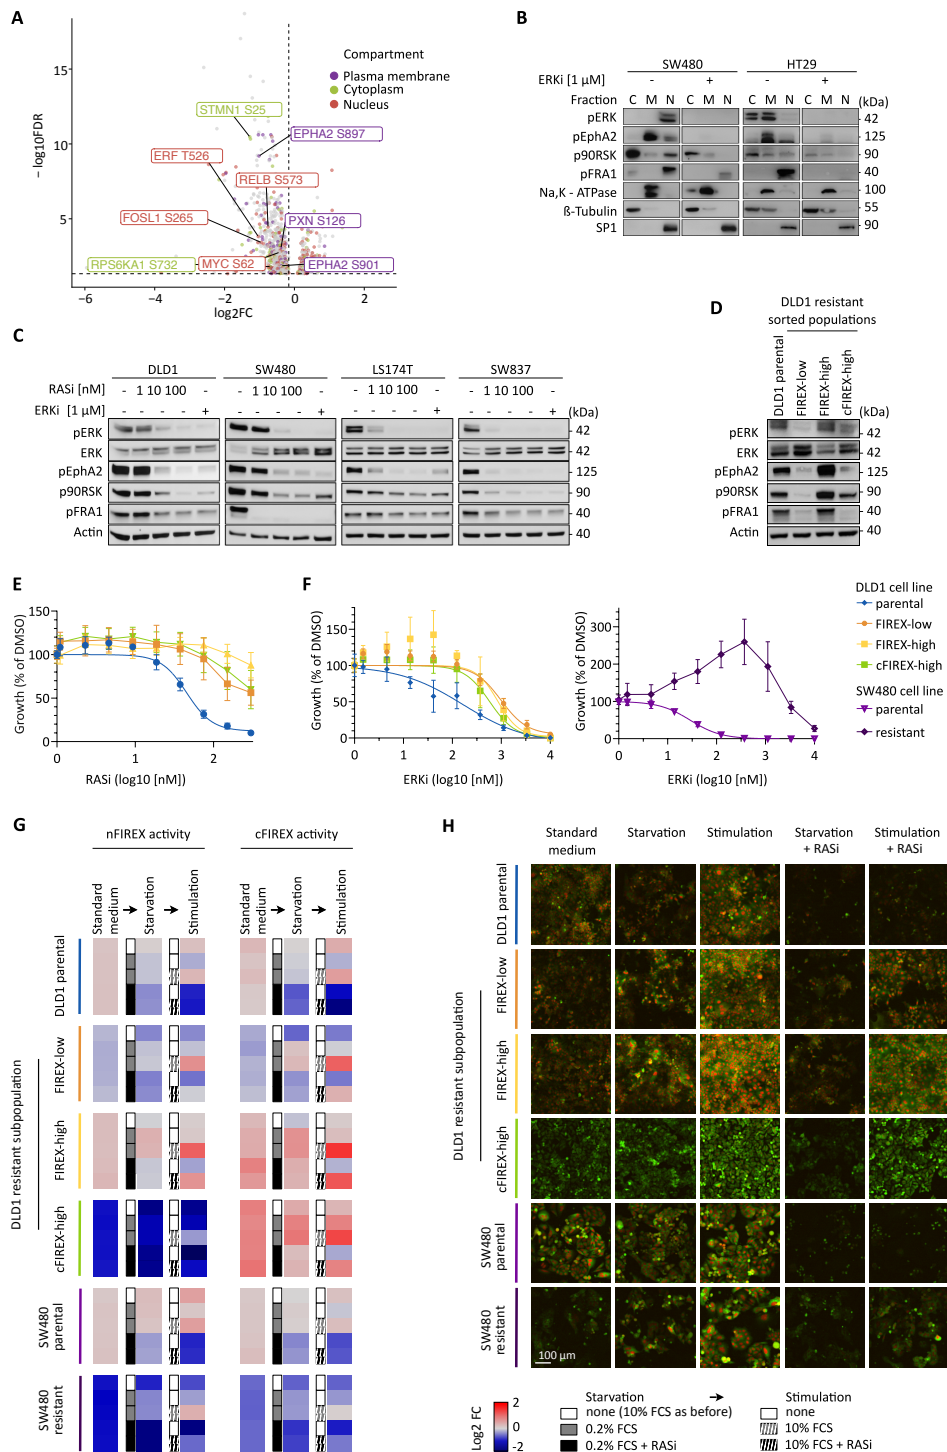 A
− log10FDR
15
10
5
−6
−4
−2
0
2
log2FC
Compartment
Plasma membrane
Cytoplasm
Nucleus
STMN1 S25
EPHA2 S897
ERF T526
RELB S573
FOSL1 S265
PXN S126
RPS6KA1 S732
MYC S62
EPHA2 S901
B
SW480
HT29
ERKi [1 µM]
-
+
-
+
Fraction
C M N C M N C M N C M N
(kDa)
pERK
42
pEphA2
125
p90RSK
90
pFRA1
40
Na,K - ATPase
100
ß-Tubulin
55
SP1
90
C
DLD1
SW480
LS174T
SW837
RASi [nM]
- 1 10 100 -
- 1 10 100 -
- 1 10 100 -
- 1 10 100 -
ERKi [1 µM]
- - - - +
- - - - +
- - - - +
- - - - +
(kDa)
pERK
42
ERK
42
pEphA2
125
p90RSK
90
pFRA1
40
Actin
40
D
DLD1 resistant
sorted populations
DLD1 parental
FIREX-low
FIREX-high
cFIREX-high
(kDa)
pERK
42
ERK
42
pEphA2
125
p90RSK
90
pFRA1
40
Actin
40
E
Growth (% of DMSO)
150
100
50
0
0
1
2
RASi (log10 [nM])
F
Growth (% of DMSO)
150
100
50
0
0
1
2
3
4
ERKi (log10 [nM])
Growth (% of DMSO)
300
200
100
0
0
1
2
3
4
ERKi (log10 [nM])
DLD1 cell line
parental
FIREX-low
FIREX-high
cFIREX-high
SW480 cell line
parental
resistant
G
nFIREX activity
cFIREX activity
Standard
medium
Starvation
Stimulation
Standard
medium
Starvation
Stimulation
DLD1 parental
DLD1 resistant subpopulation
FIREX-low
FIREX-high
cFIREX-high
SW480
parental
SW480
resistant
H
Standard
medium
Starvation
Stimulation
Starvation
+ RASi
Stimulation
+ RASi
DLD1 parental
DLD1 resistant subpopulation
FIREX-low
FIREX-high
cFIREX-high
SW480
parental
SW480
resistant
100 µm
Log2 FC
2
0
-2
Starvation
none (10% FCS as before)
0.2% FCS
0.2% FCS + RASi
Stimulation
none
10% FCS
10% FCS + RASi